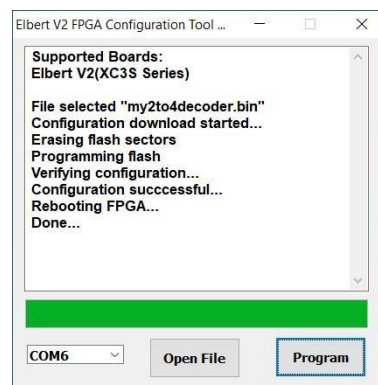 Elbert V2 FPGA Configuration Tool ...
Supported Boards:
Elbert V2(XC3S Series)
File selected "my2to4decoder.bin"
Configuration download started...
Erasing flash sectors
Programming flash
Verifying configuration...
Configuration succcessful...
Rebooting FPGA...
Done...
COM6
Open File
Program